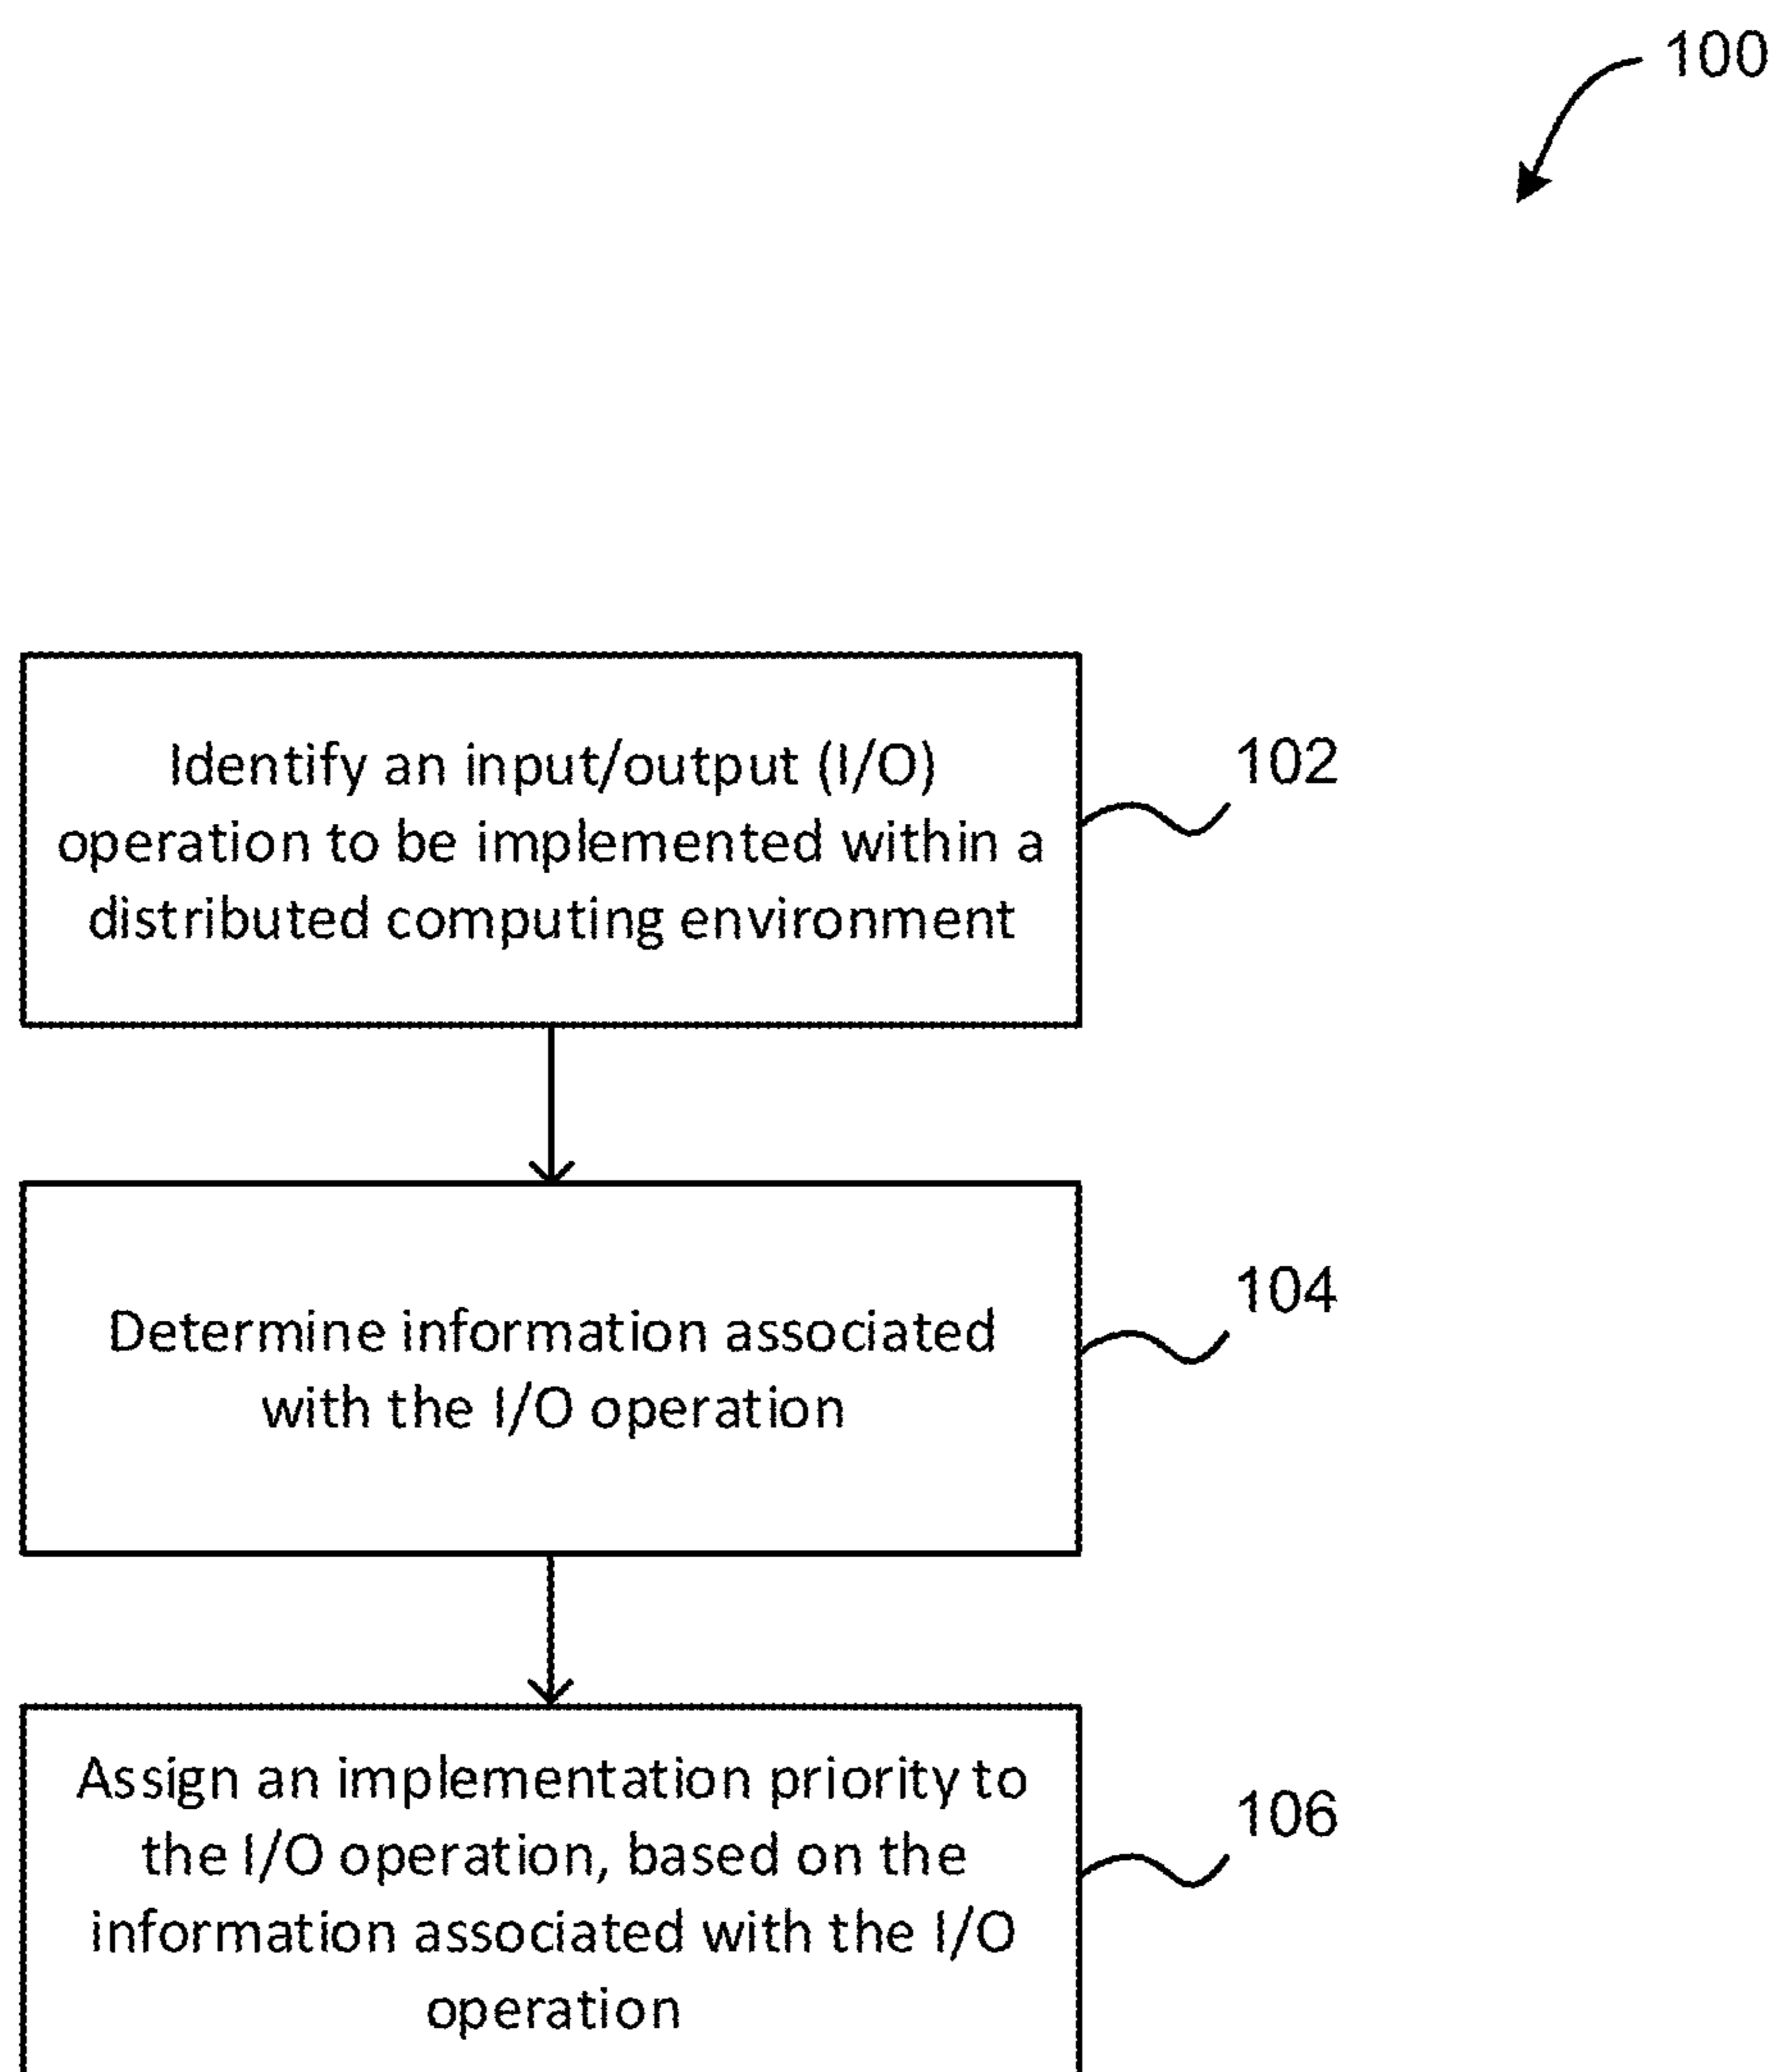 100
Identify an input/output (I/O)
operation to be implemented within a
distributed computing environment
102
Determine information associated
with the I/O operation
104
Assign an implementation priority to
the I/O operation, based on the
information associated with the I/O
operation
106